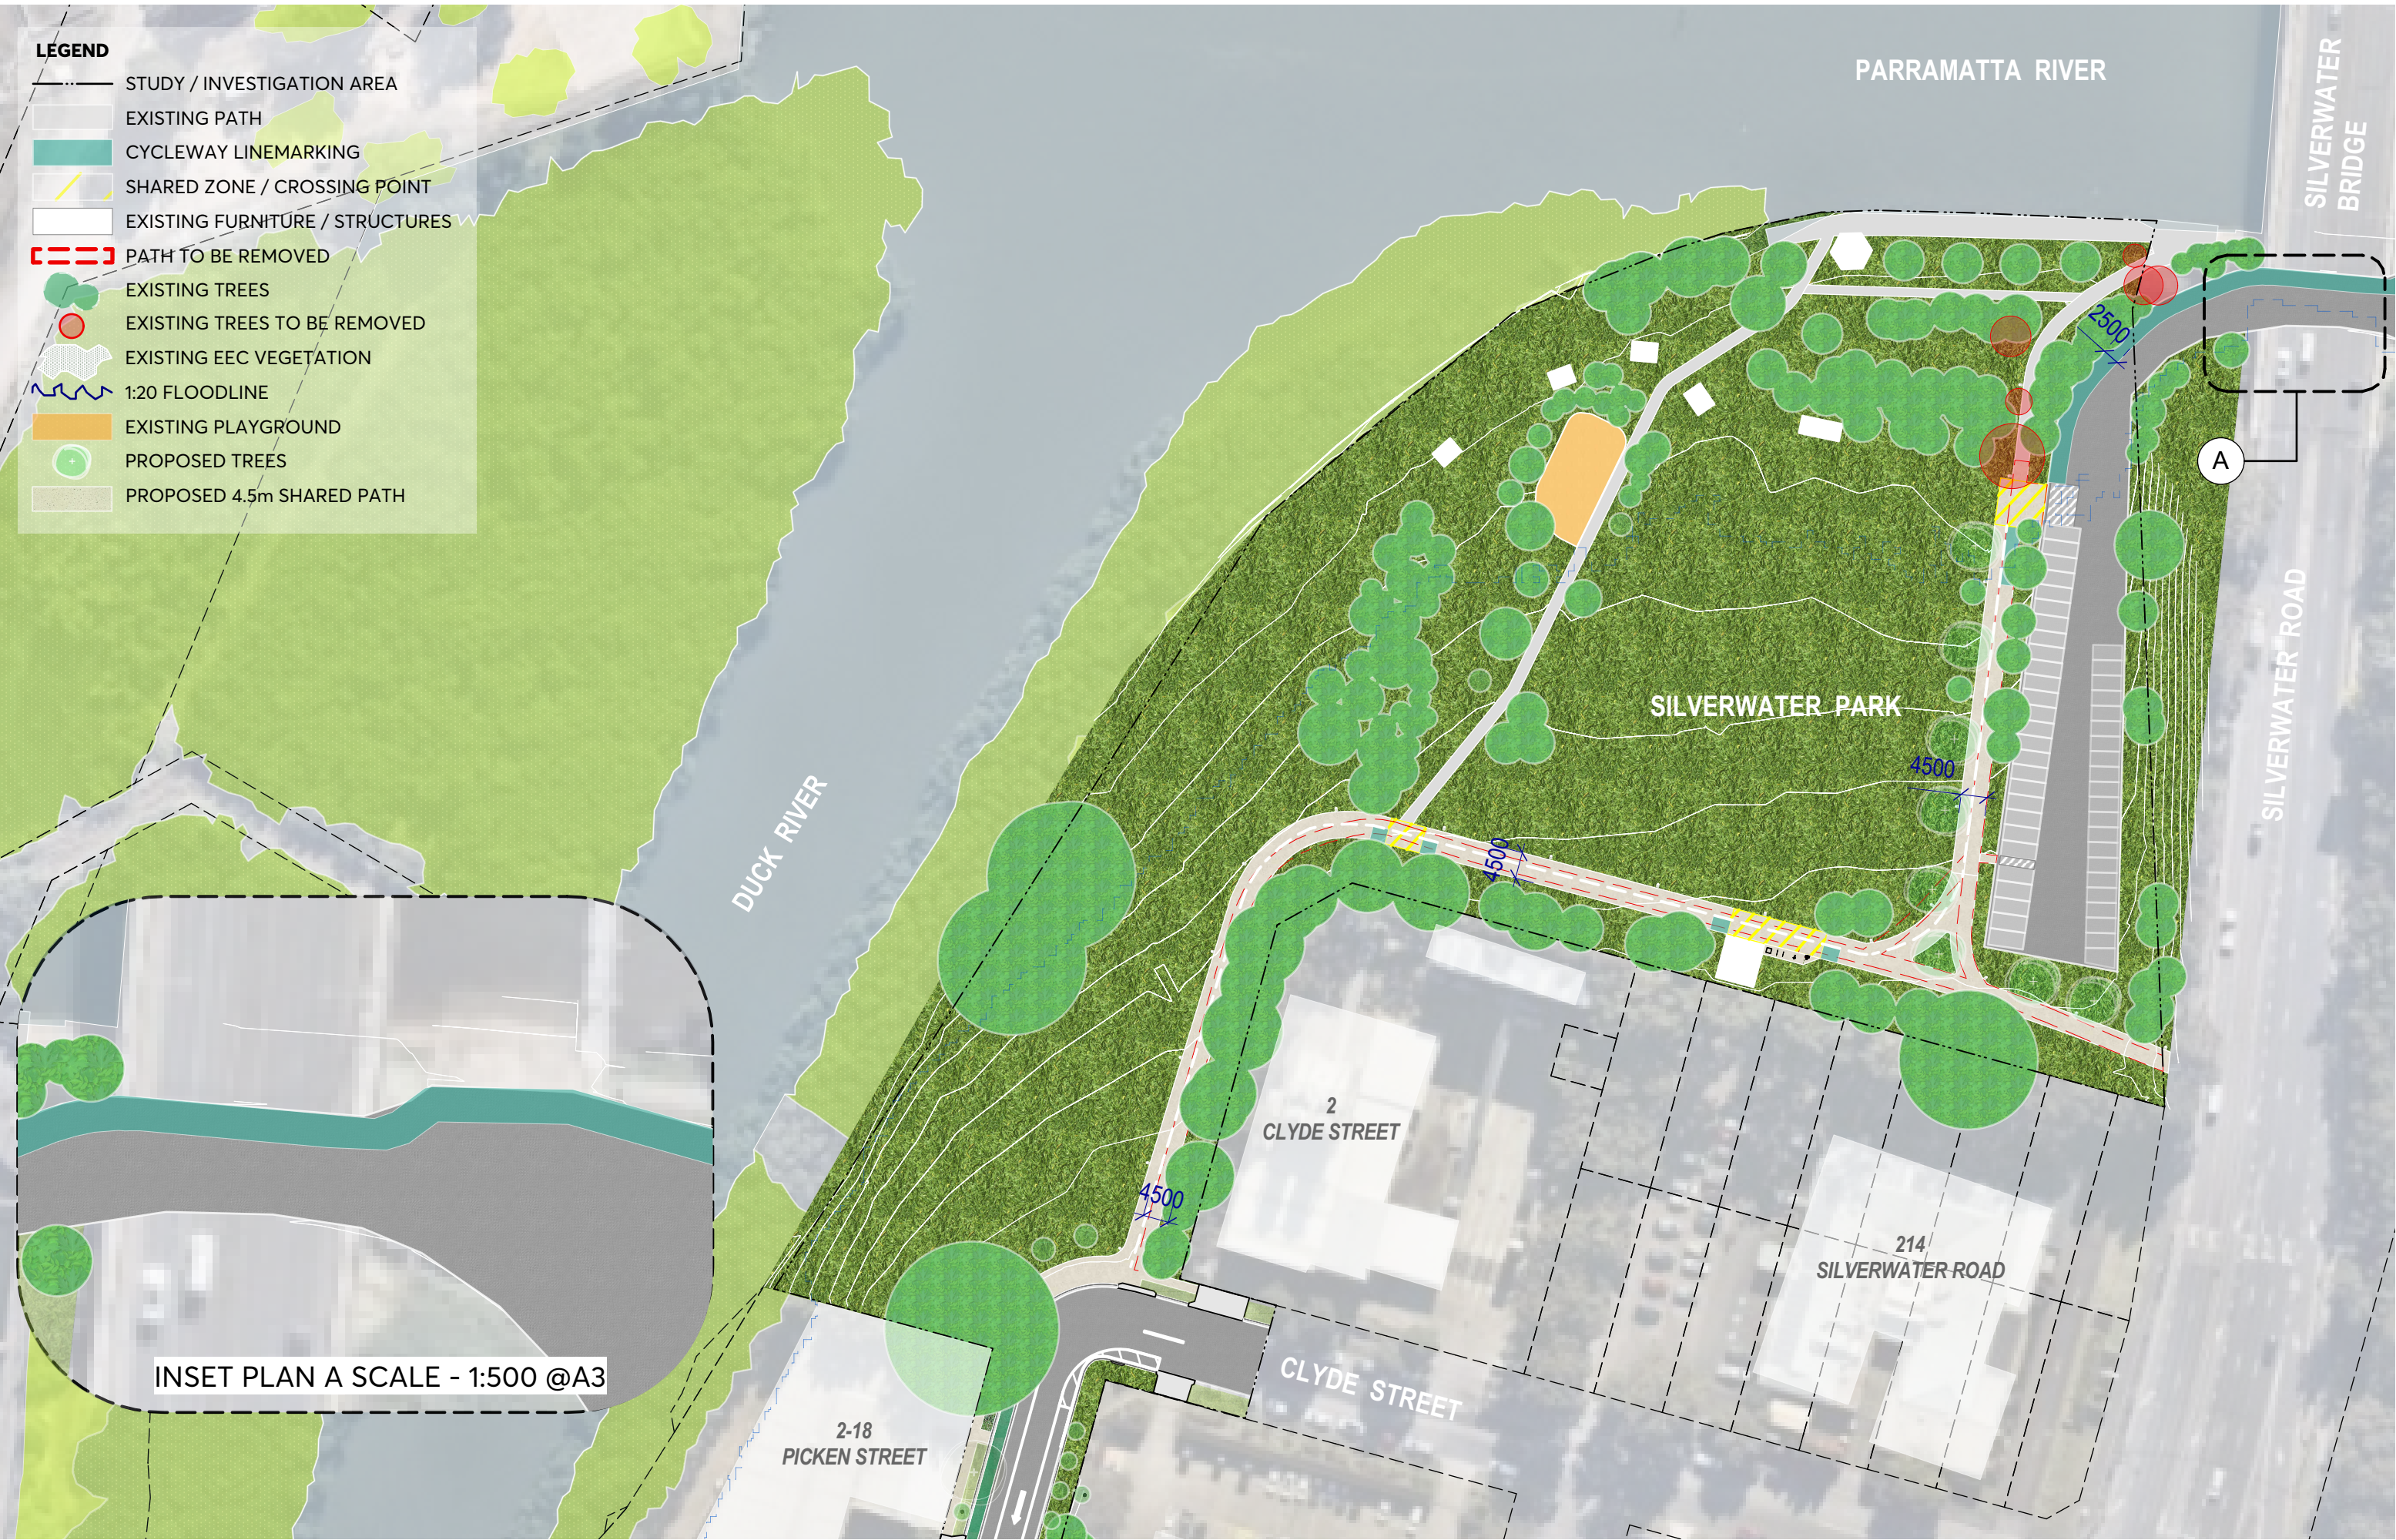 LEGEND
STUDY / INVESTIGATION AREA
EXISTING PATH
CYCLEWAY LINEMARKING
SHARED ZONE / CROSSING POINT
EXISTING FURNITURE / STRUCTURES
PATH TO BE REMOVED
EXISTING TREES
EXISTING TREES TO BE REMOVED
EXISTING EEC VEGETATION
1:20 FLOODLINE
EXISTING PLAYGROUND
PROPOSED TREES
PROPOSED 4.5m SHARED PATH
PARRAMATTA RIVER
SILVERWATER
BRIDGE
2500
A
SILVERWATER ROAD
SILVERWATER PARK
4500
4500
DUCK RIVER
2
CLYDE STREET
4500
214
SILVERWATER ROAD
CLYDE STREET
2-18
PICKEN STREET
INSET PLAN A SCALE - 1:500 @A3